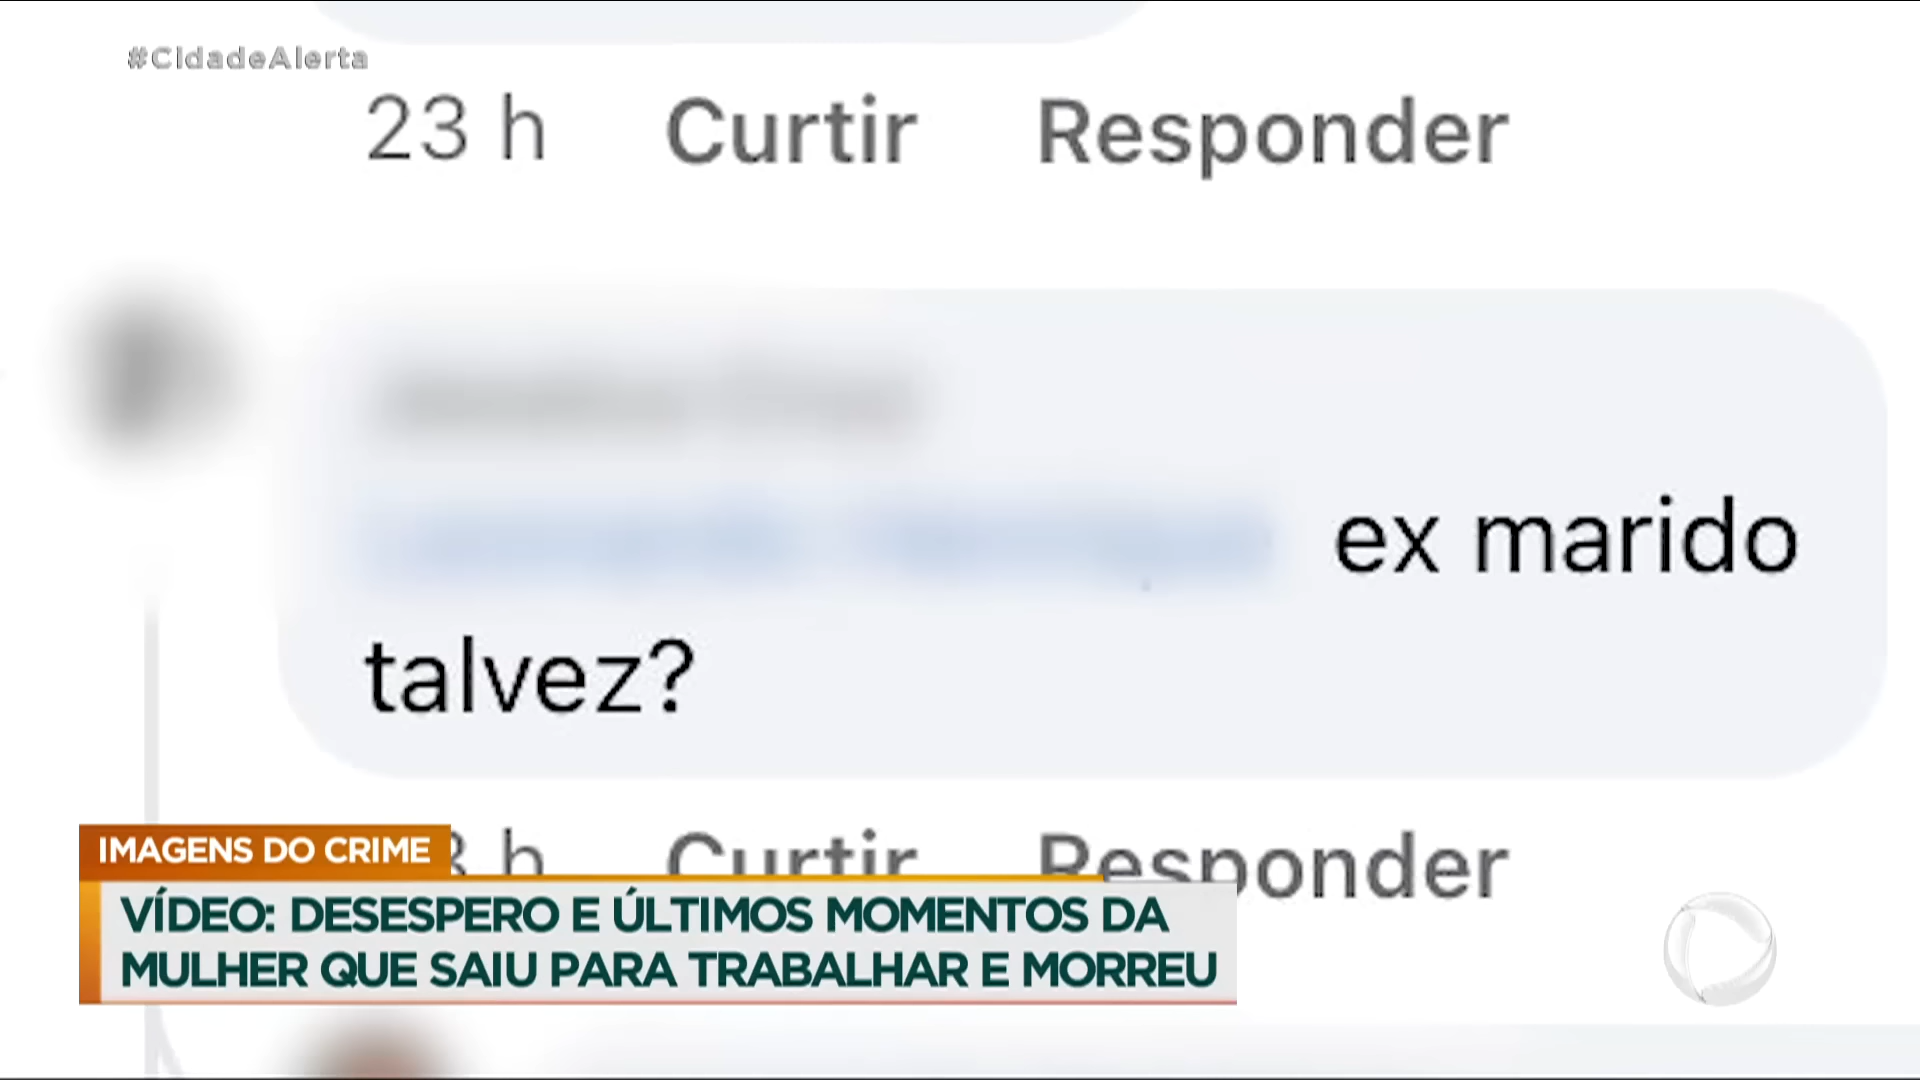 #CidadeAlerta
23 h Curtir Responder
ex marido
talvez?
h Curtir Responder
IMAGENS DO CRIME
VÍDEO: DESESPERO E ÚLTIMOS MOMENTOS DA
MULHER QUE SAIU PARA TRABALHAR E MORREU